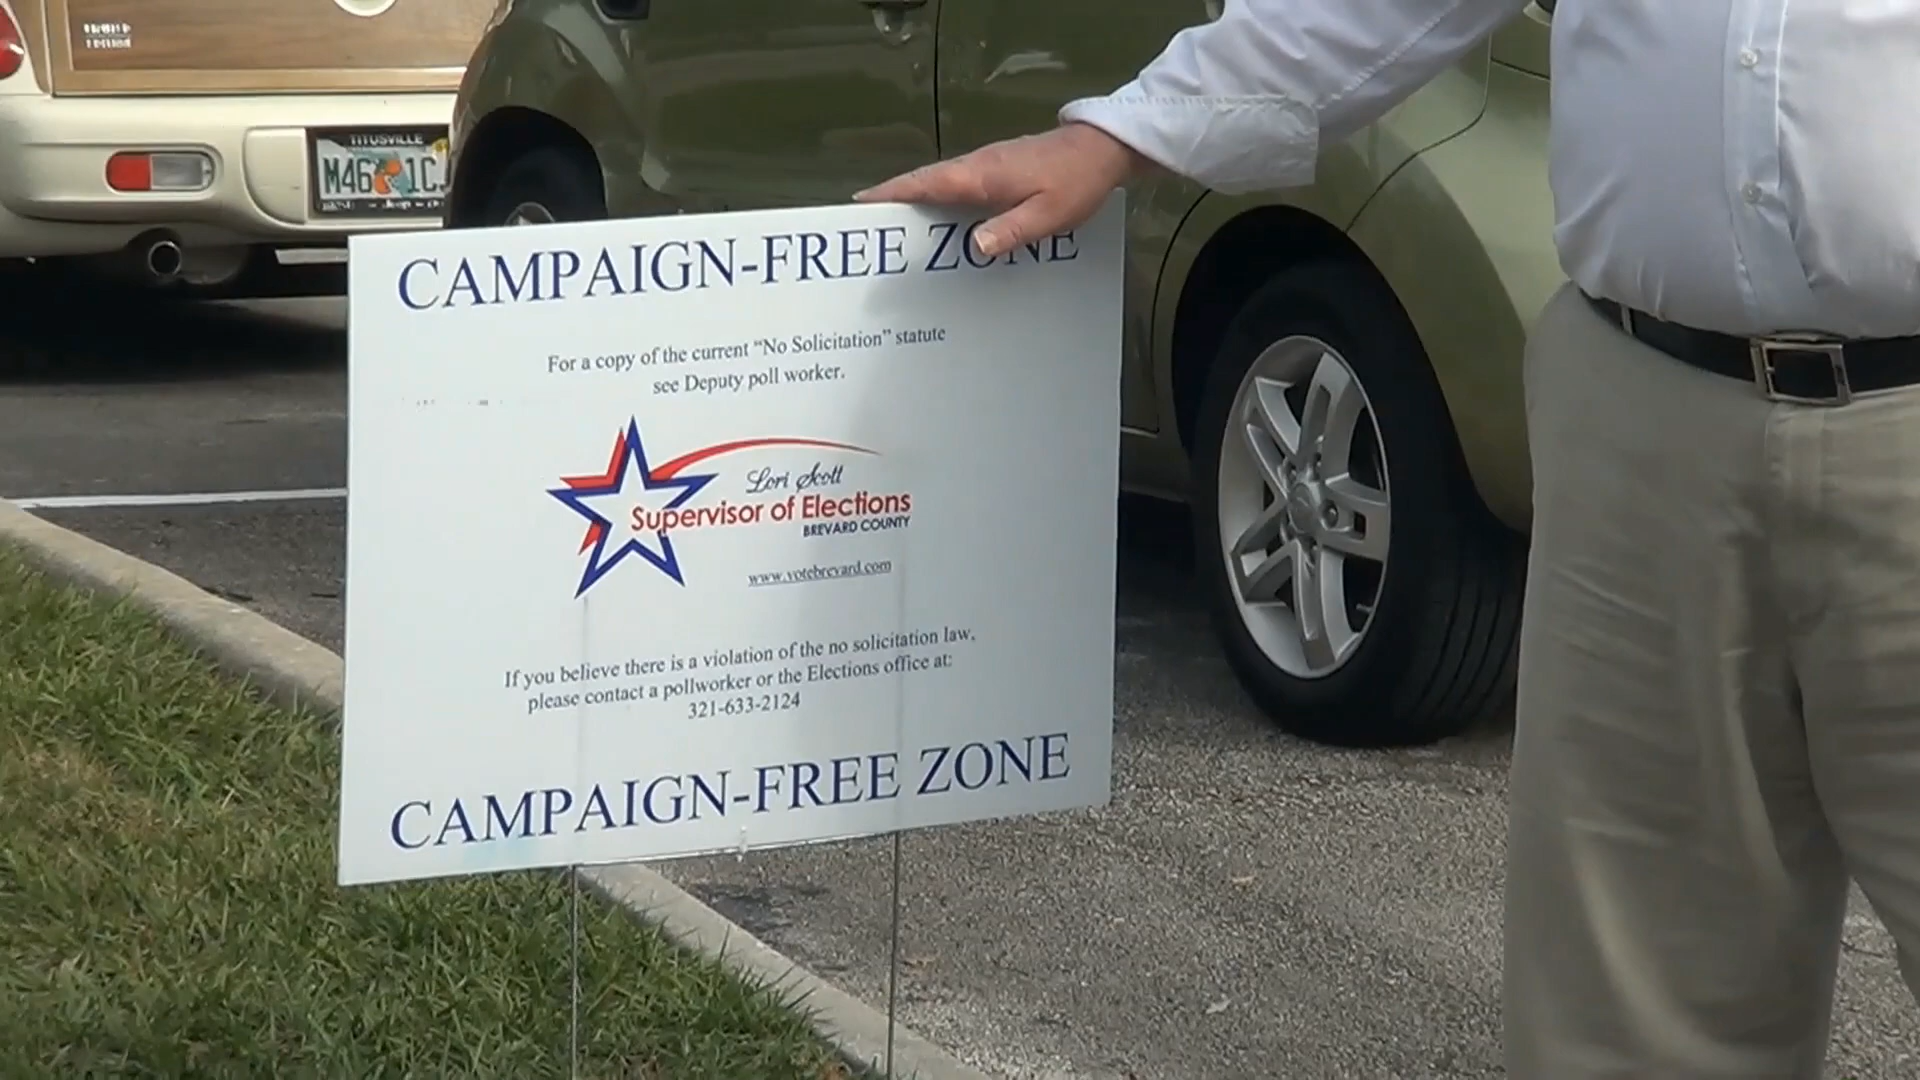 TITUSVILLE
M46 1C
CAMPAIGN-FREE ZONE
For a copy of the current "No Solicitation" statute
see Deputy poll worker.
Lori Scott
Supervisor of Elections
BREVARD COUNTY
www.votebrevard.com
If you believe there is a violation of the no solicitation law,
please contact a pollworker or the Elections office at:
321-633-2124
CAMPAIGN-FREE ZONE